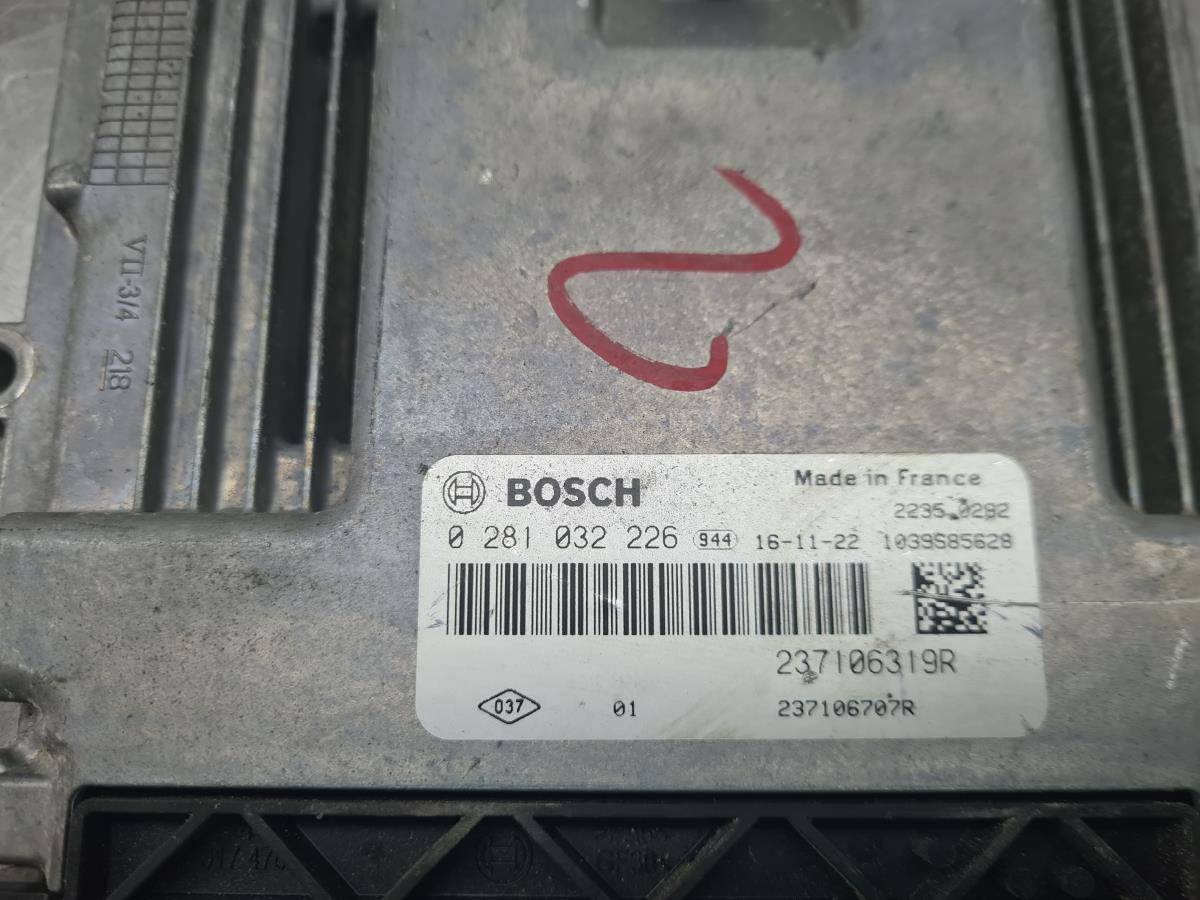 VII-3/4 218
BOSCH
Made in France
2235 0282
0 281 032 226 944 16-11-22 1039S85628
237106319R
037 01 237106707R